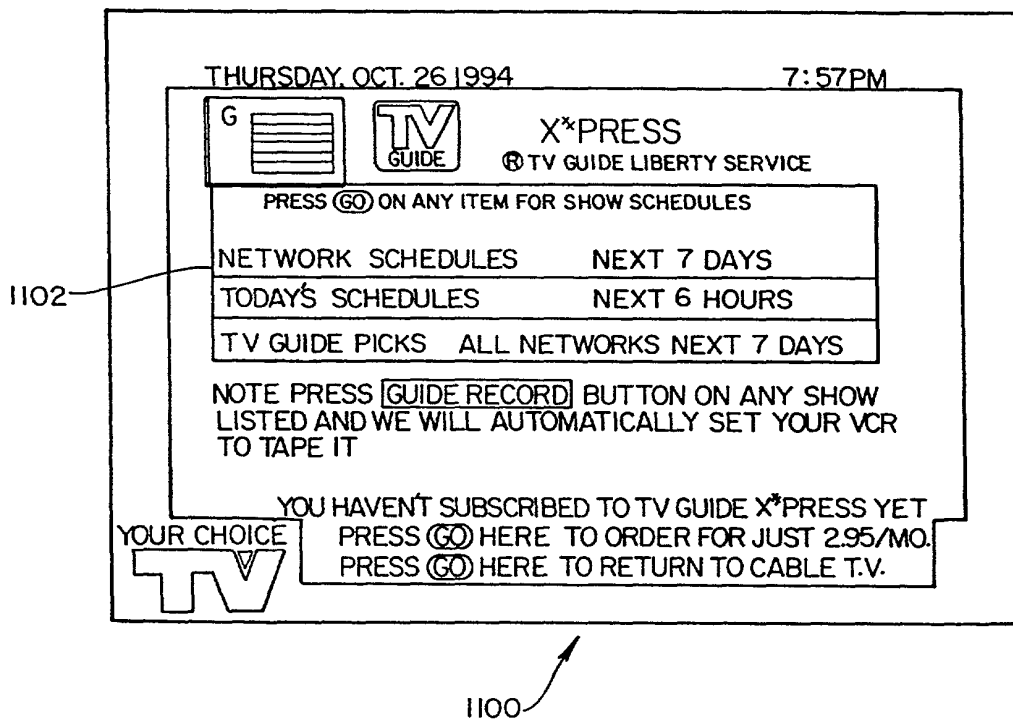 THURSDAY, OCT. 26 1994 7:57PM
G
TV GUIDE
X*PRESS
® TV GUIDE LIBERTY SERVICE
PRESS GO ON ANY ITEM FOR SHOW SCHEDULES
NETWORK SCHEDULES NEXT 7 DAYS
TODAY'S SCHEDULES NEXT 6 HOURS
TV GUIDE PICKS ALL NETWORKS NEXT 7 DAYS
1102
NOTE PRESS GUIDE RECORD BUTTON ON ANY SHOW
LISTED AND WE WILL AUTOMATICALLY SET YOUR VCR
TO TAPE IT
YOU HAVEN'T SUBSCRIBED TO TV GUIDE X*PRESS YET
PRESS GO HERE TO ORDER FOR JUST 2.95/MO.
PRESS GO HERE TO RETURN TO CABLE T.V.
YOUR CHOICE
TV
1100